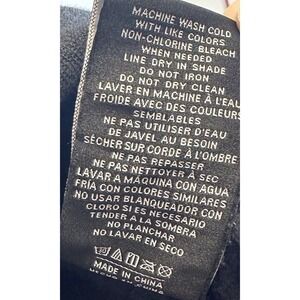 MACHINE WASH COLD
WITH LIKE COLORS
NON-CHLORINE BLEACH
WHEN NEEDED
LINE DRY IN SHADE
DO NOT IRON
DO NOT DRY CLEAN
LAVER EN MACHINE À L'EAU
FROIDE AVEC DES COULEURS
SEMBLABLES
NE PAS UTILISER D'EAU
DE JAVEL AU BESOIN
SÈCHER SUR CORDE À L'OMBRE
NE PAS REPASSER
NE PAS NETTOYER À SEC
LAVAR A MÁQUINA CON AGUA
FRÍA CON COLORES SIMILARES
NO USAR BLANQUEADOR CON
CLORO SI ES NECESARIO
TENDER A LA SOMBRA
NO PLANCHAR
NO LAVAR EN SECO
MADE IN CHINA
HECHO EN CHINA